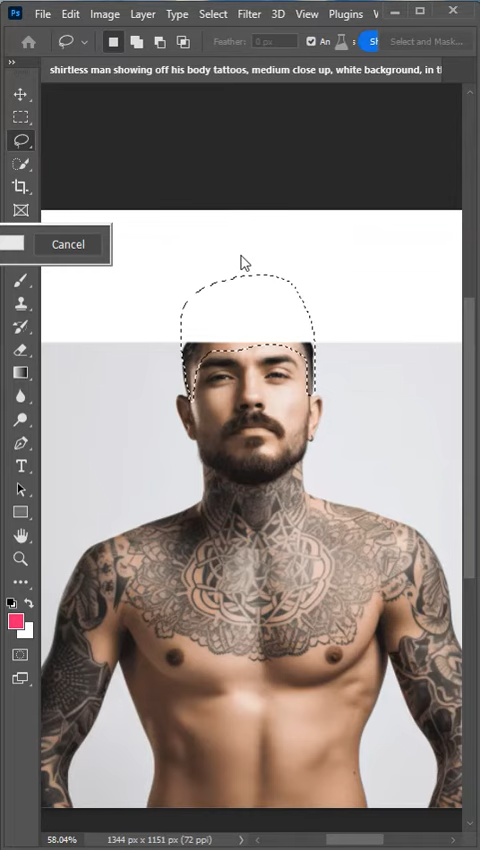 Ps File Edit Image Layer Type Select Filter 3D View Plugins
Feather: 0 px An Select and Mask...
shirtless man showing off his body tattoos, medium close up, white background, in
Cancel
58.04% 1344 px x 1151 px (72 ppi)